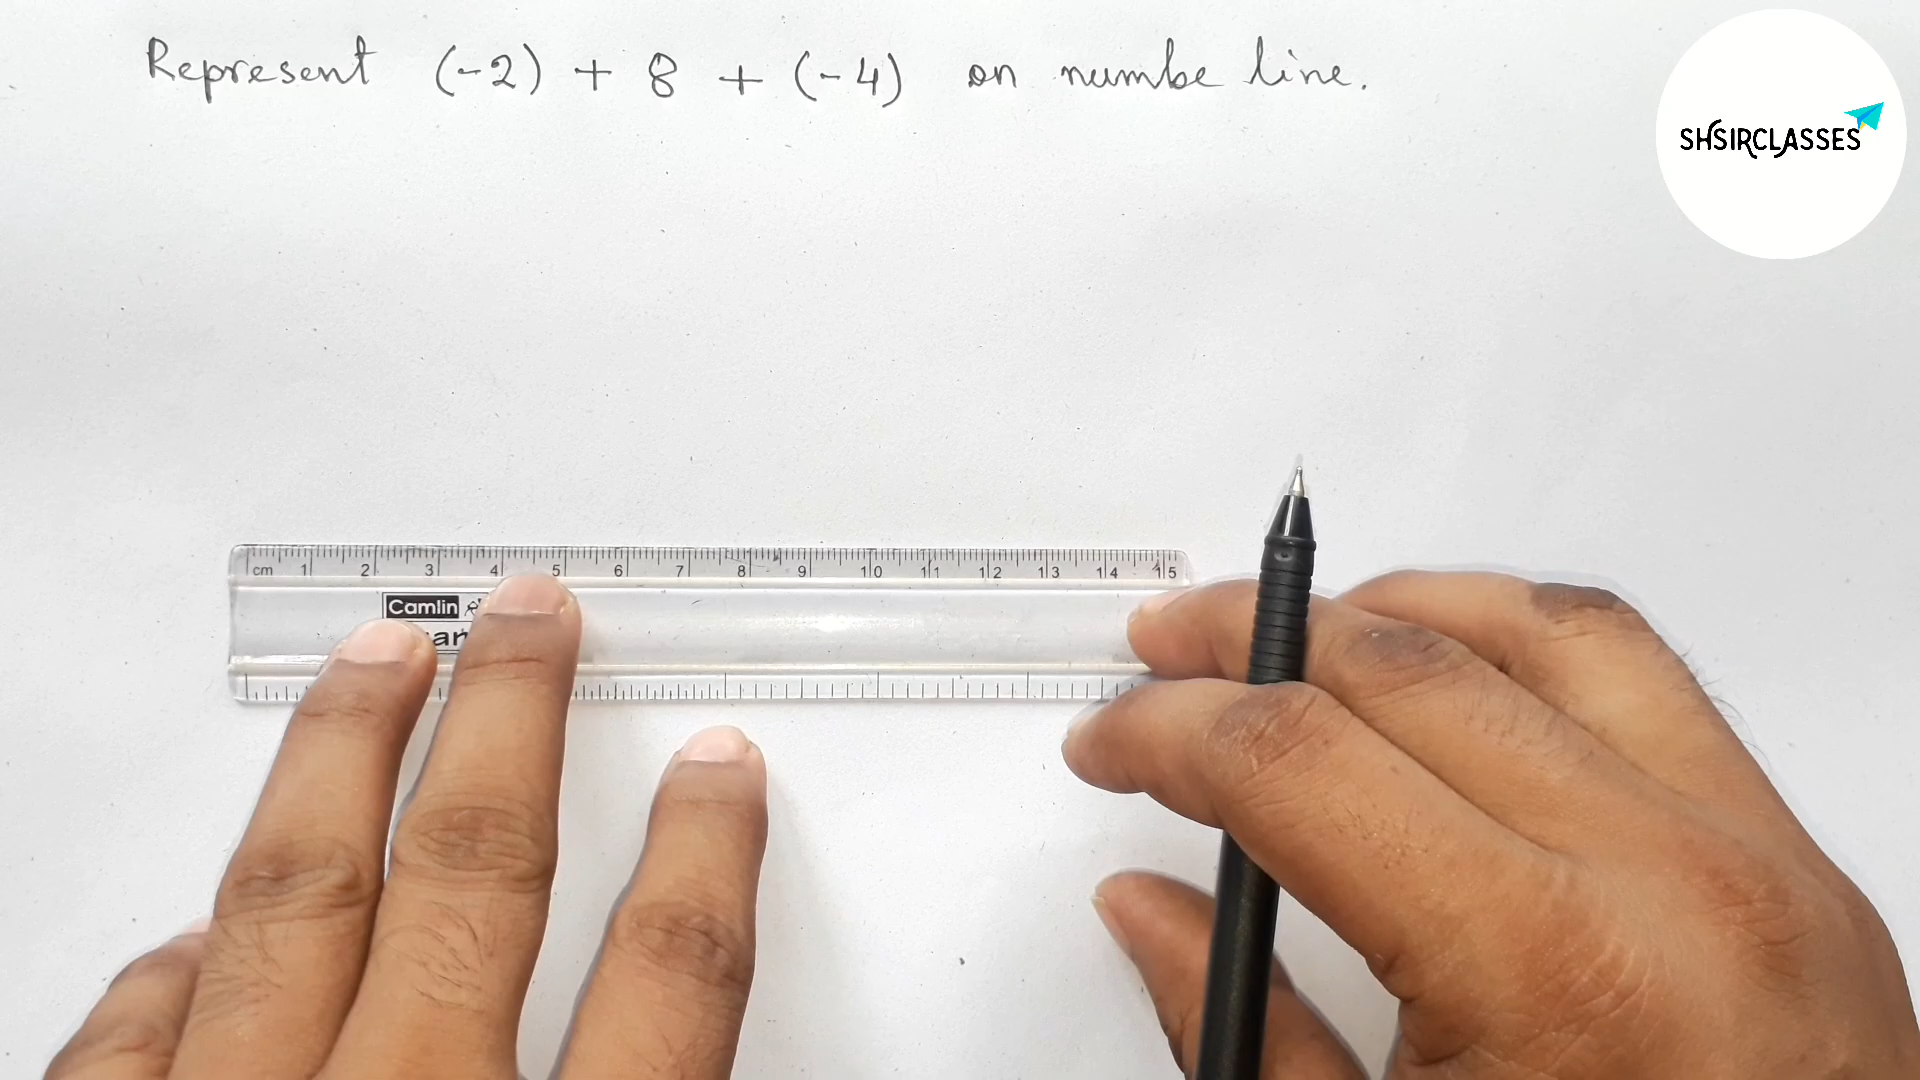 Represent (-2) + 8 + (-4) on numbe line.
SHSIRCLASSES
cm 1 2 3 4 5 6 7 8 9 10 11 12 13 14 15
Camlin